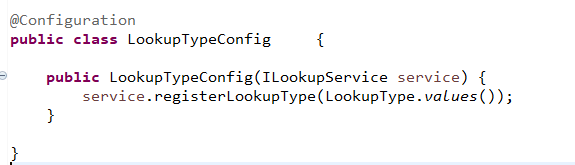 @Configuration
public class LookupTypeConfig     {
public LookupTypeConfig(ILookupService service) {
service.registerLookupType(LookupType.values());
}
}